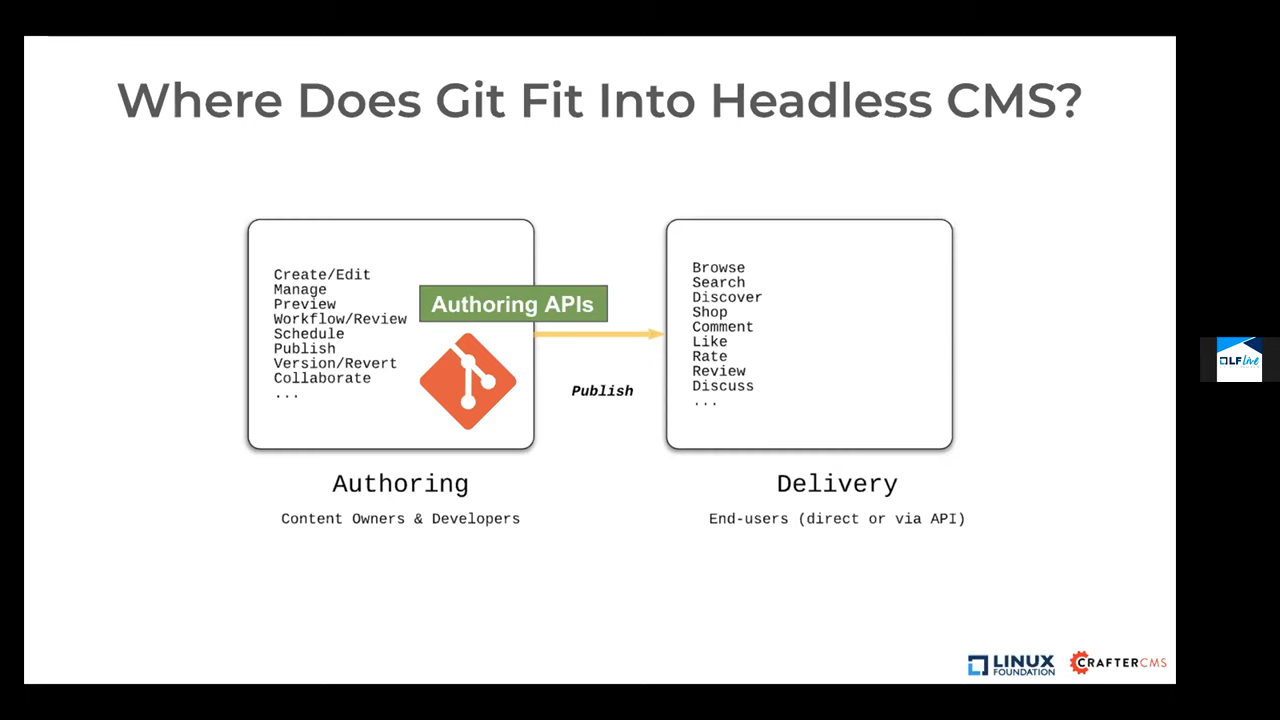 Where Does Git Fit Into Headless CMS?
Create/Edit
Manage
Preview
Workflow/Review
Schedule
Publish
Version/Revert
Collaborate
...
Authoring APIs
Publish
Browse
Search
Discover
Shop
Comment
Like
Rate
Review
Discuss
...
Authoring
Content Owners & Developers
Delivery
End-users (direct or via API)
LINUX
FOUNDATION
CRAFTERCMS
LFlive